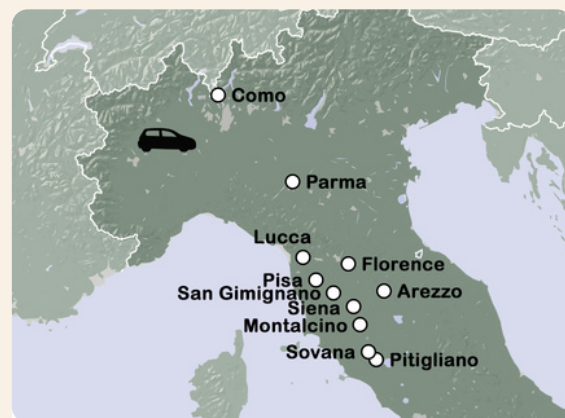 Como
Parma
Lucca
Florence
Pisa
San Gimignano
Arezzo
Siena
Montalcino
Sovana
Pitigliano